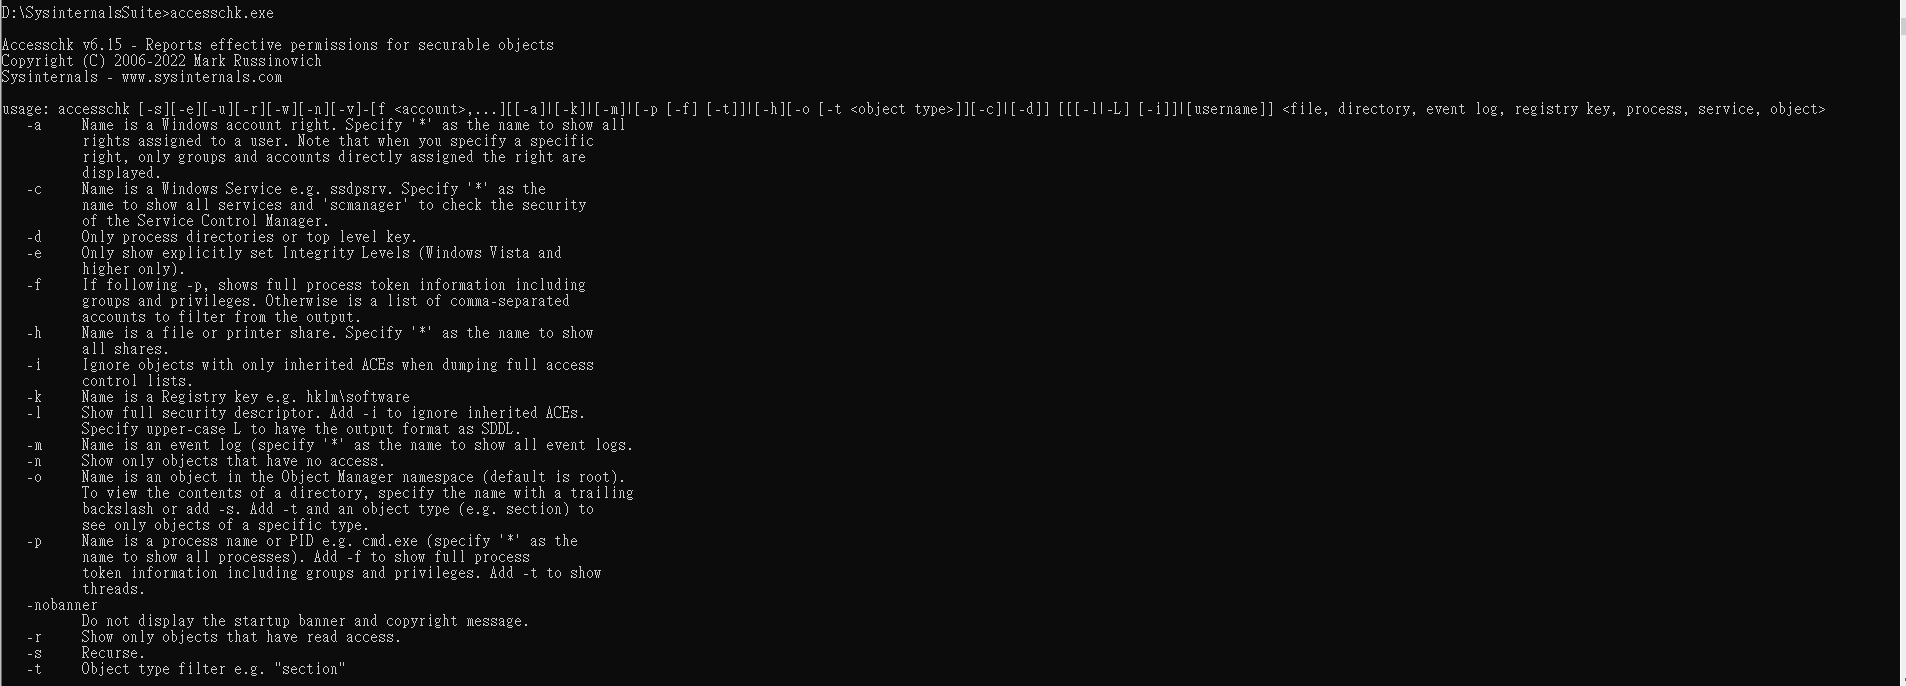 D:\SysinternalsSuite>accesschk.exe

Accesschk v6.15 - Reports effective permissions for securable objects
Copyright (C) 2006-2022 Mark Russinovich
Sysinternals - www.sysinternals.com

usage: accesschk [-s][-e][-u][-r][-w][-n][-v]-[f <account>,...][[-a]|[-k]|[-m]|[-p [-f] [-t]]|[-h][-o [-t <object type>]][-c]|[-d]] [[[-l|-L] [-i]]|[username]] <file, directory, event log, registry key, process, service, object>
   -a     Name is a Windows account right. Specify '*' as the name to show all
          rights assigned to a user. Note that when you specify a specific
          right, only groups and accounts directly assigned the right are
          displayed.
   -c     Name is a Windows Service e.g. ssdpsrv. Specify '*' as the
          name to show all services and 'scmanager' to check the security
          of the Service Control Manager.
   -d     Only process directories or top level key.
   -e     Only show explicitly set Integrity Levels (Windows Vista and
          higher only).
   -f     If following -p, shows full process token information including
          groups and privileges. Otherwise is a list of comma-separated
          accounts to filter from the output.
   -h     Name is a file or printer share. Specify '*' as the name to show
          all shares.
   -i     Ignore objects with only inherited ACEs when dumping full access
          control lists.
   -k     Name is a Registry key e.g. hklm\software
   -l     Show full security descriptor. Add -i to ignore inherited ACEs.
          Specify upper-case L to have the output format as SDDL.
   -m     Name is an event log (specify '*' as the name to show all event logs.
   -n     Show only objects that have no access.
   -o     Name is an object in the Object Manager namespace (default is root).
          To view the contents of a directory, specify the name with a trailing
          backslash or add -s. Add -t and an object type (e.g. section) to
          see only objects of a specific type.
   -p     Name is a process name or PID e.g. cmd.exe (specify '*' as the
          name to show all processes). Add -f to show full process
          token information including groups and privileges. Add -t to show
          threads.
   -nobanner
          Do not display the startup banner and copyright message.
   -r     Show only objects that have read access.
   -s     Recurse.
   -t     Object type filter e.g. "section"